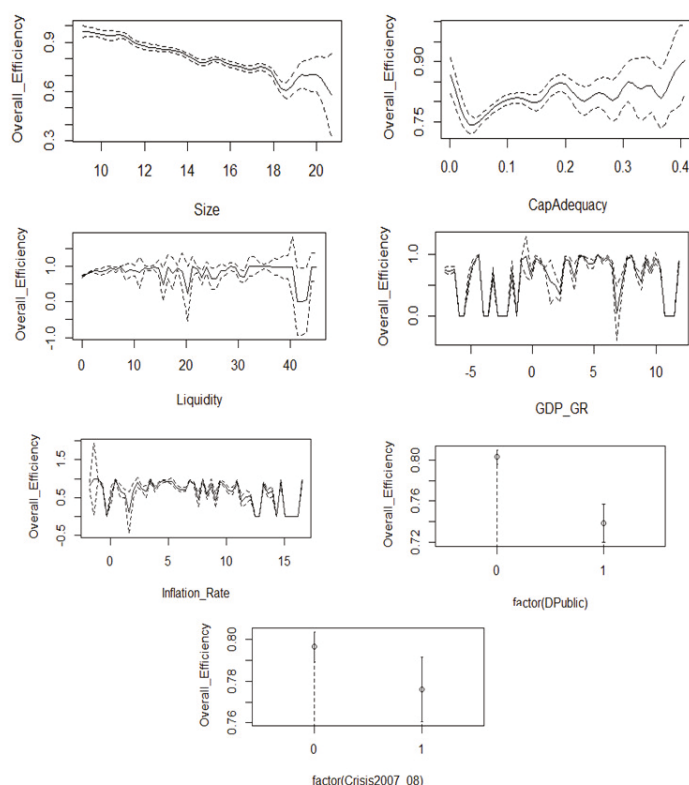 Overall_Efficiency
0.3 0.6 0.9
10 12 14 16 18 20
Size
Overall_Efficiency
0.75 0.90
0.0 0.1 0.2 0.3 0.4
CapAdequacy
Overall_Efficiency
-1.0 0.0 1.0
0 10 20 30 40
Liquidity
Overall_Efficiency
0.0 1.0
-5 0 5 10
GDP_GR
Overall_Efficiency
-0.5 0.5 1.5
0 5 10 15
Inflation_Rate
Overall_Efficiency
0.72 0.76 0.80
0 1
factor(DPublic)
Overall_Efficiency
0.76 0.78 0.80
0 1
factor(Crisis2007_08)